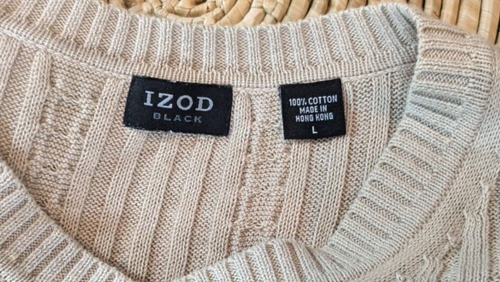 IZOD
BLACK
100% COTTON
MADE IN
HONG KONG
L